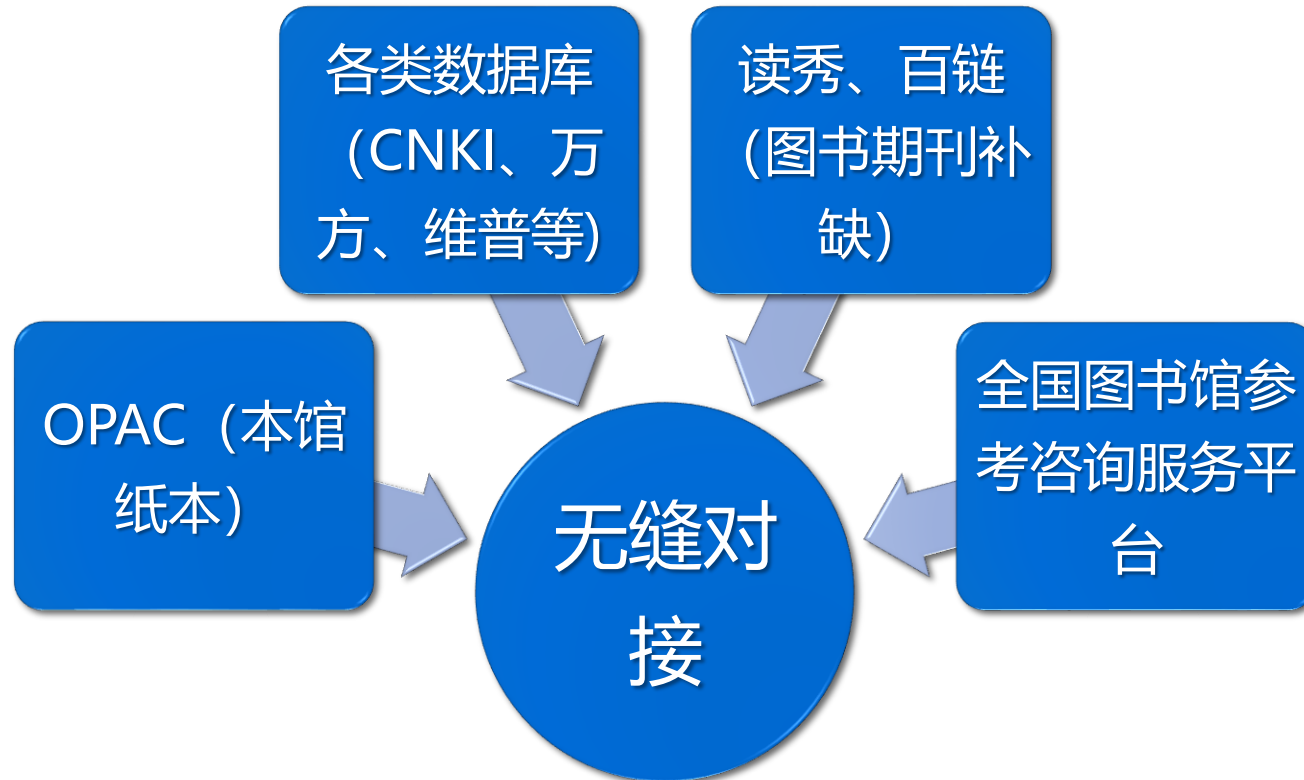 各类数据库
（CNKI、万
方、维普等)
读秀、百链
（图书期刊补
缺）
OPAC（本馆
纸本）
全国图书馆参
考咨询服务平
台
无缝对
接